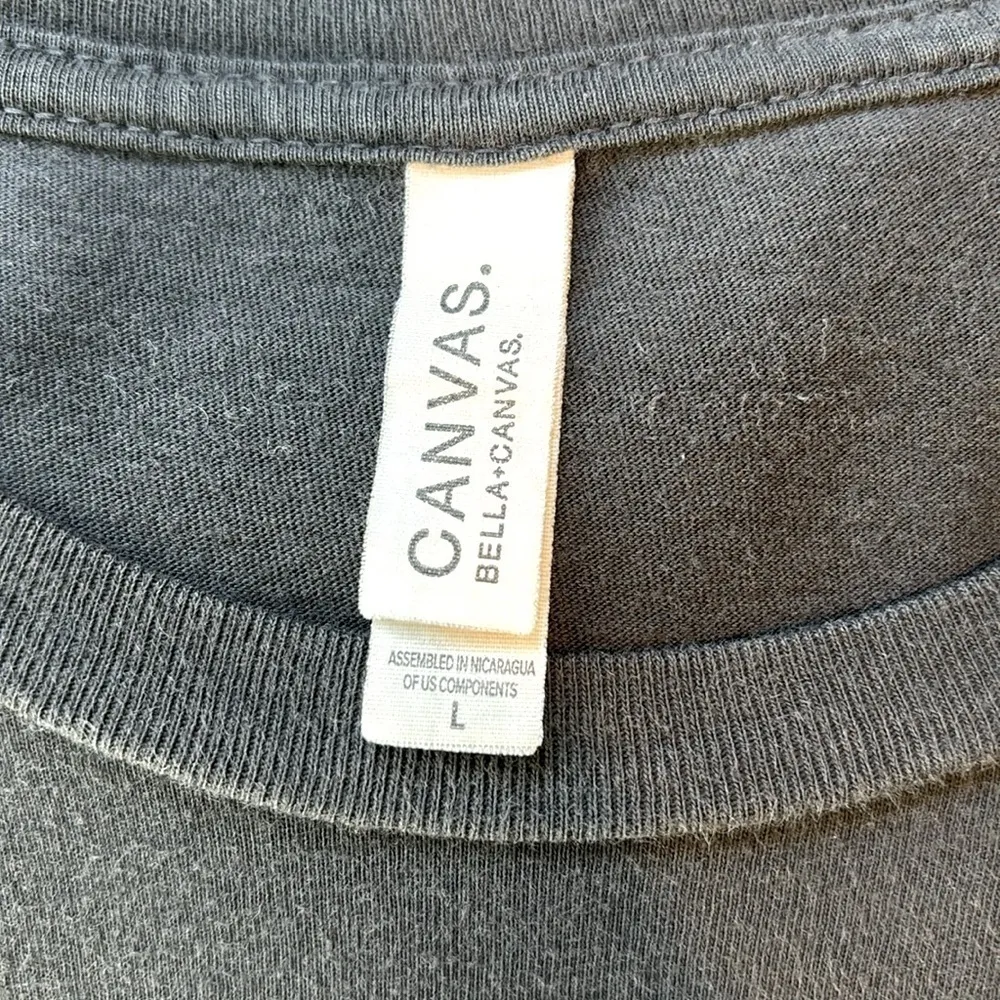 CANVAS.
BELLA+CANVAS.
ASSEMBLED IN NICARAGUA
OF US COMPONENTS
L